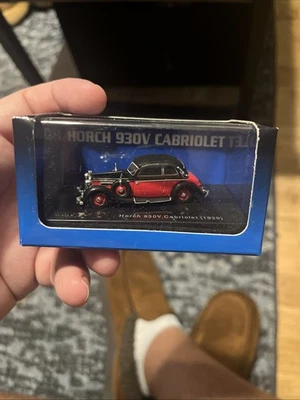 HORCH 930V CABRIOLET
Horch 930V Cabriolet (1939)